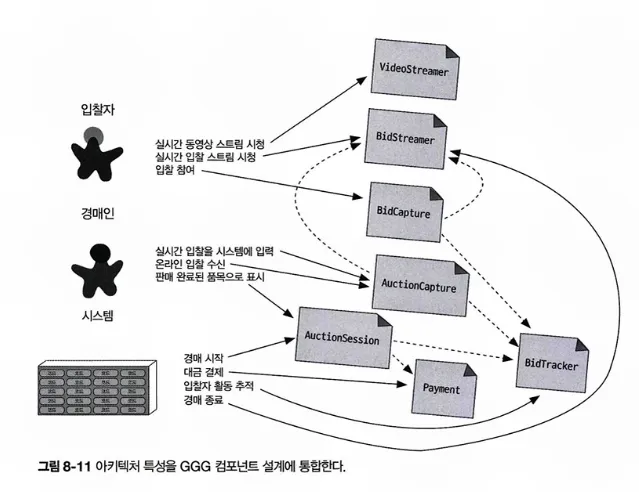 VideoStreamer
입찰자
BidStreamer
실시간 동영상 스트림 시청
실시간 입찰 스트림 시청
입찰 참여
경매인
BidCapture
실시간 입찰을 시스템에 입력
온라인 입찰 수신
판매 완료된 품목으로 표시
AuctionCapture
시스템
AuctionSession
경매 시작
대금 결제
입찰자 활동 추적
경매 종료
Payment
BidTracker
그림 8-11 아키텍처 특성을 GGG 컴포넌트 설계에 통합한다.